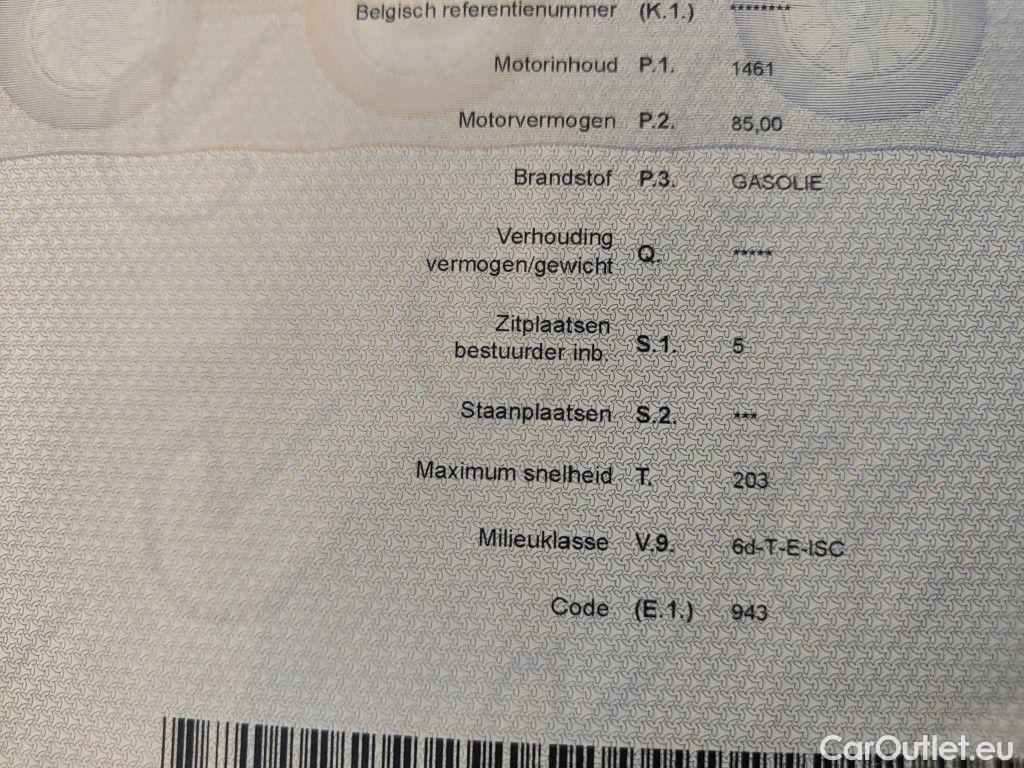 Belgisch referentienummer (K.1.) ********
Motorinhoud P.1. 1461
Motorvermogen P.2. 85,00
Brandstof P.3. GASOLIE
Verhouding
vermogen/gewicht Q. *****
Zitplaatsen
bestuurder inb. S.1. 5
Staanplaatsen S.2. ***
Maximum snelheid T. 203
Milieuklasse V.9. 6d-T-E-ISC
Code (E.1.) 943
CarOutlet.eu